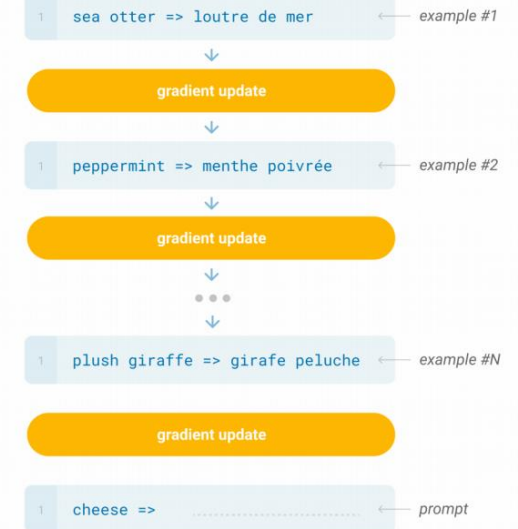 1 sea otter => loutre de mer ← example #1
↓
gradient update
↓
1 peppermint => menthe poivrée ← example #2
↓
gradient update
↓
•••
↓
1 plush giraffe => girafe peluche ← example #N
gradient update
1 cheese => ........................ ← prompt